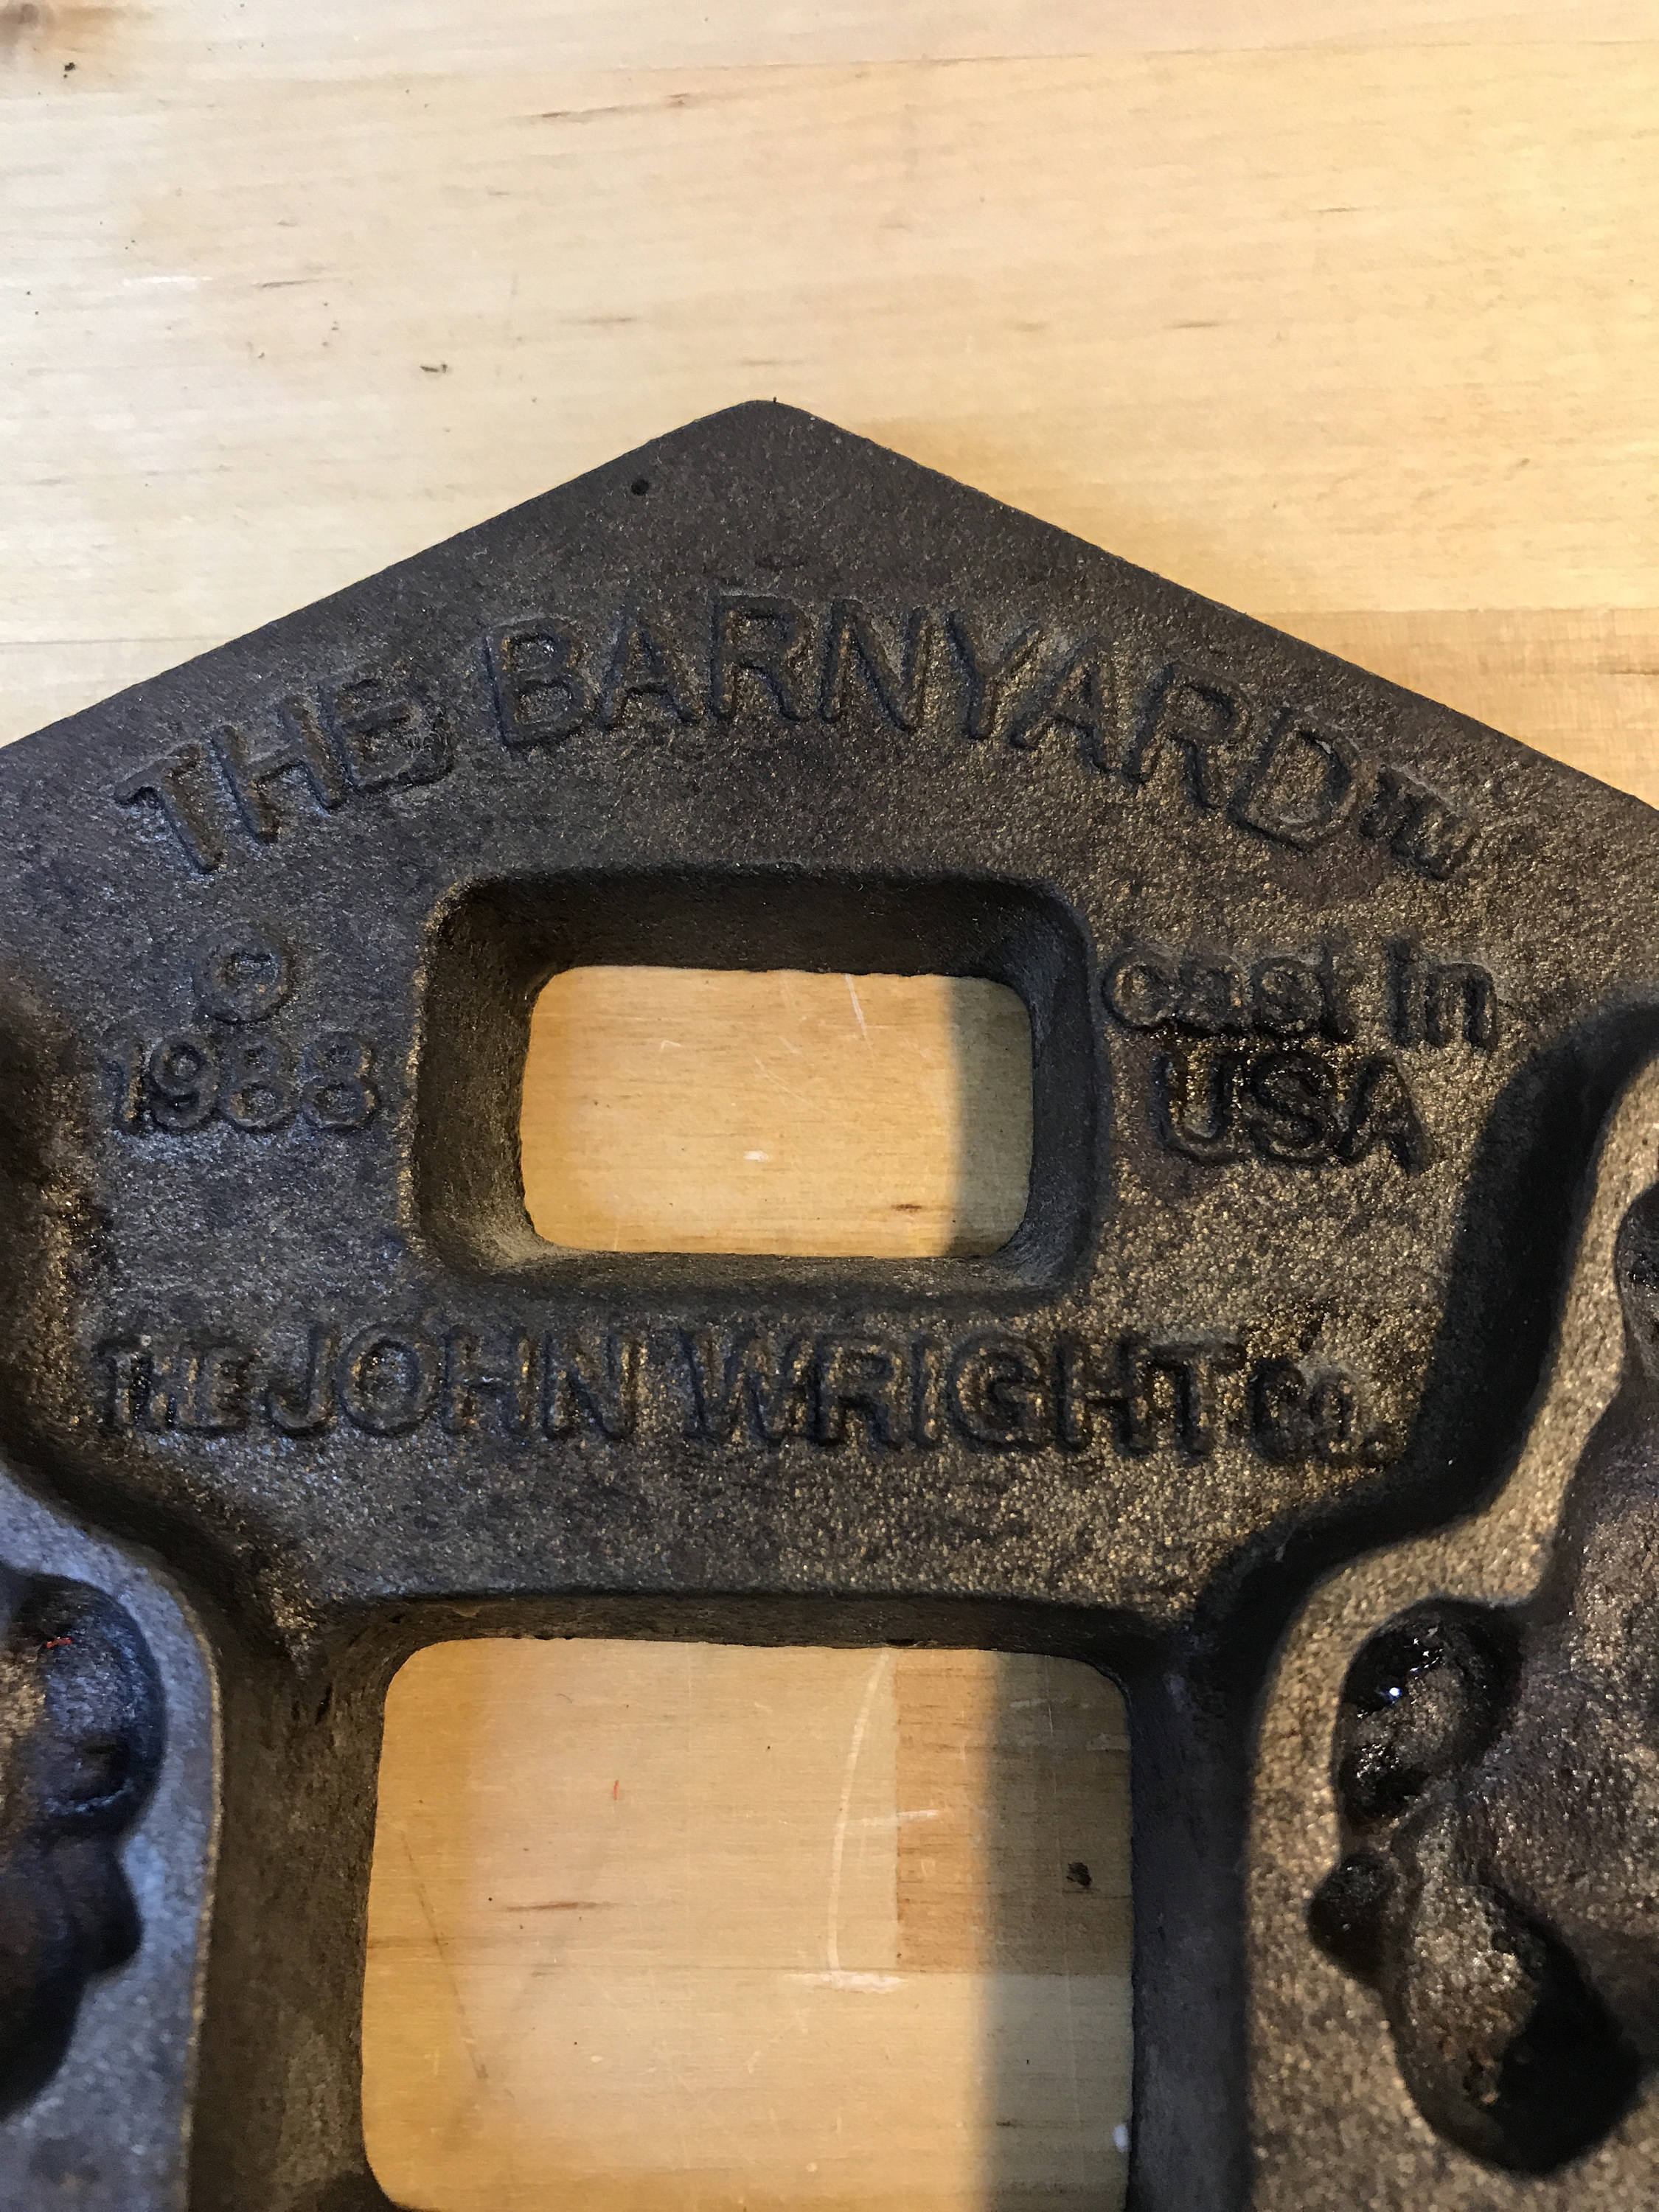 THE BARNYARD™
©
1988
cast in
USA
THE JOHN WRIGHT CO.